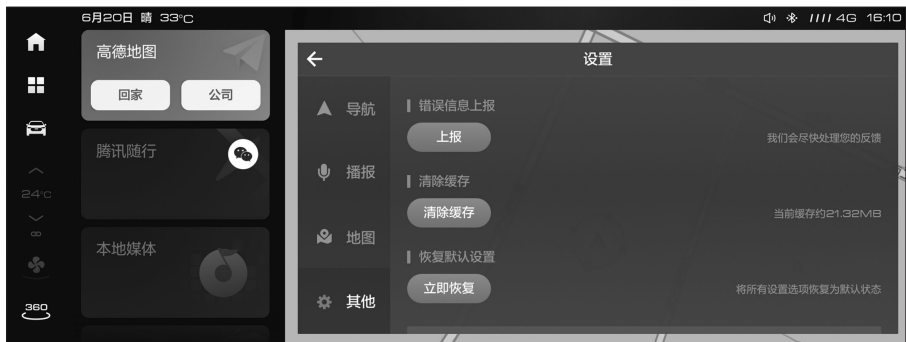 6月20日 晴 33°C
4G 16:10
高德地图
回家
公司
腾讯随行
本地媒体
24°C
360
设置
导航
播报
地图
其他
错误信息上报
上报
我们会尽快处理您的反馈
清除缓存
清除缓存
当前缓存约21.32MB
恢复默认设置
立即恢复
将所有设置选项恢复为默认状态